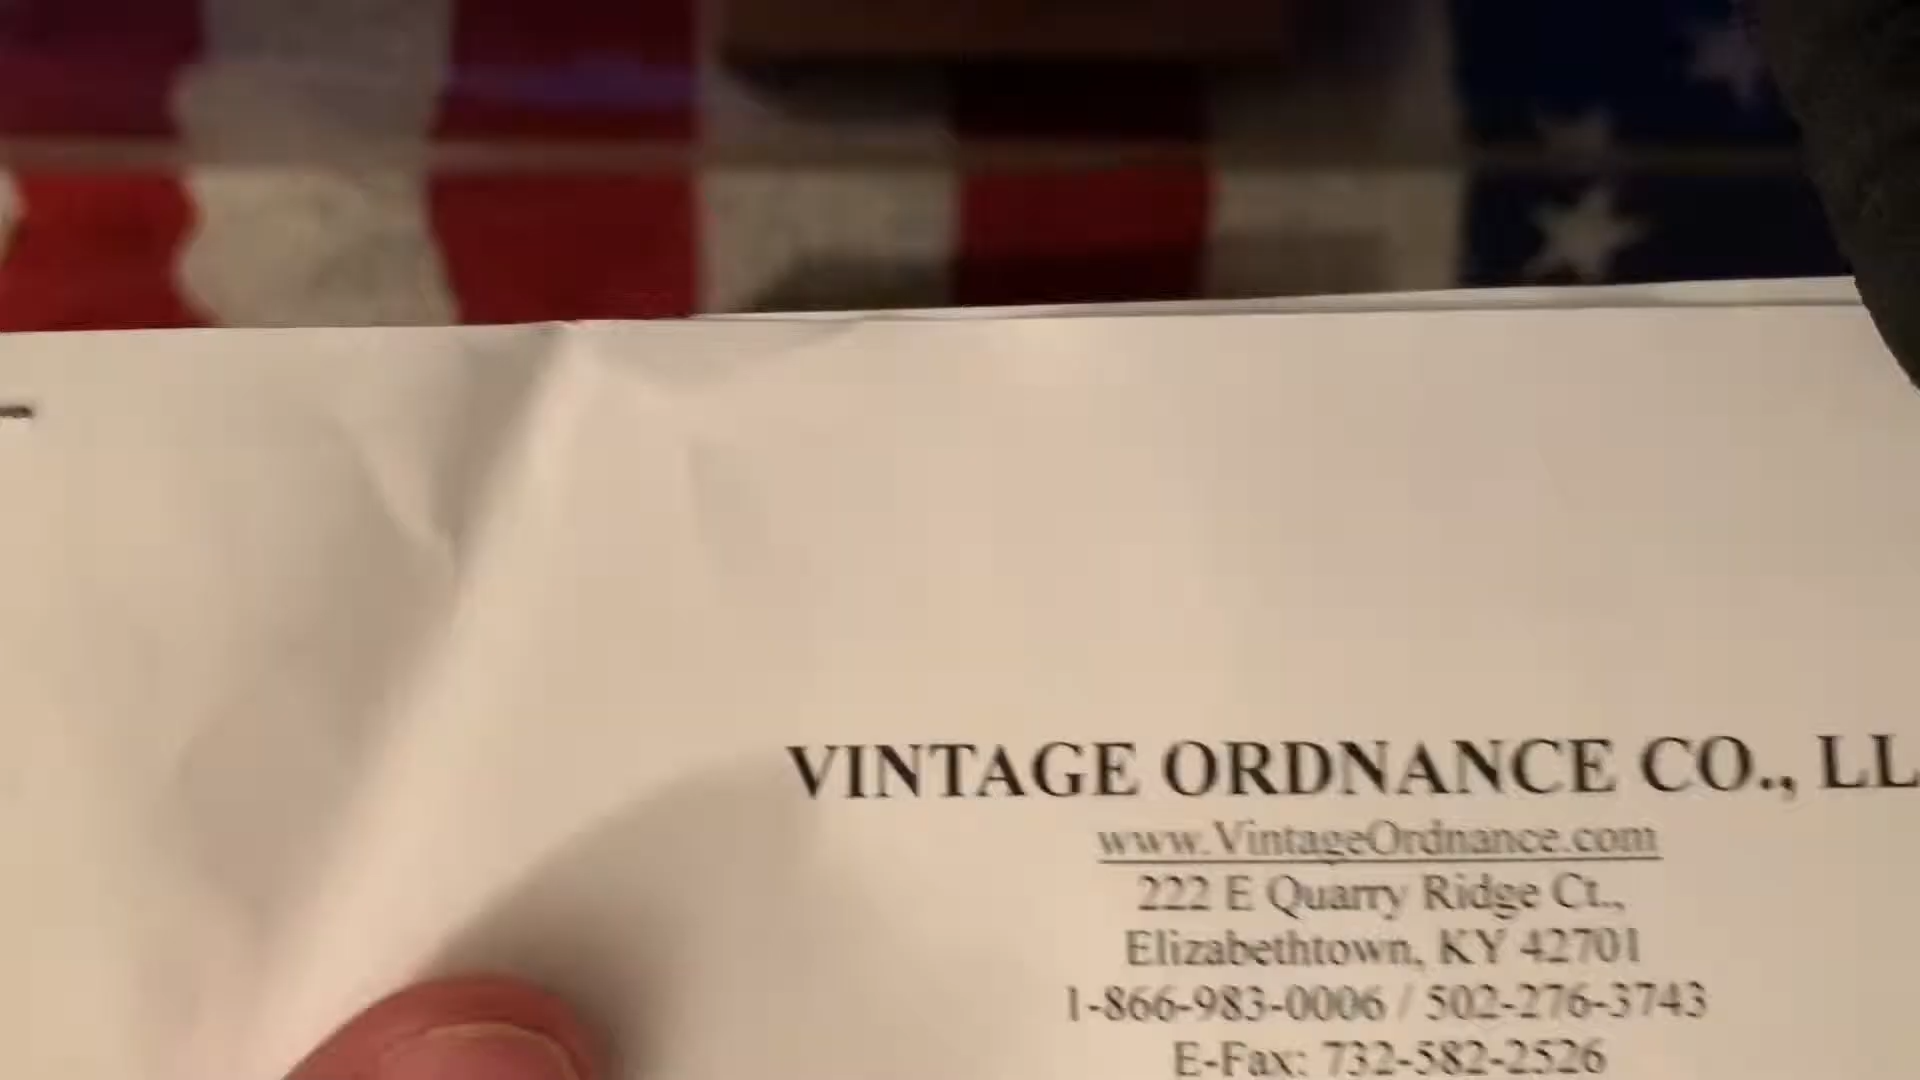 VINTAGE ORDNANCE CO., LL
www.VintageOrdnance.com
222 E Quarry Ridge Ct.,
Elizabethtown, KY 42701
1-866-983-0006 / 502-276-3743
E-Fax: 732-582-2526